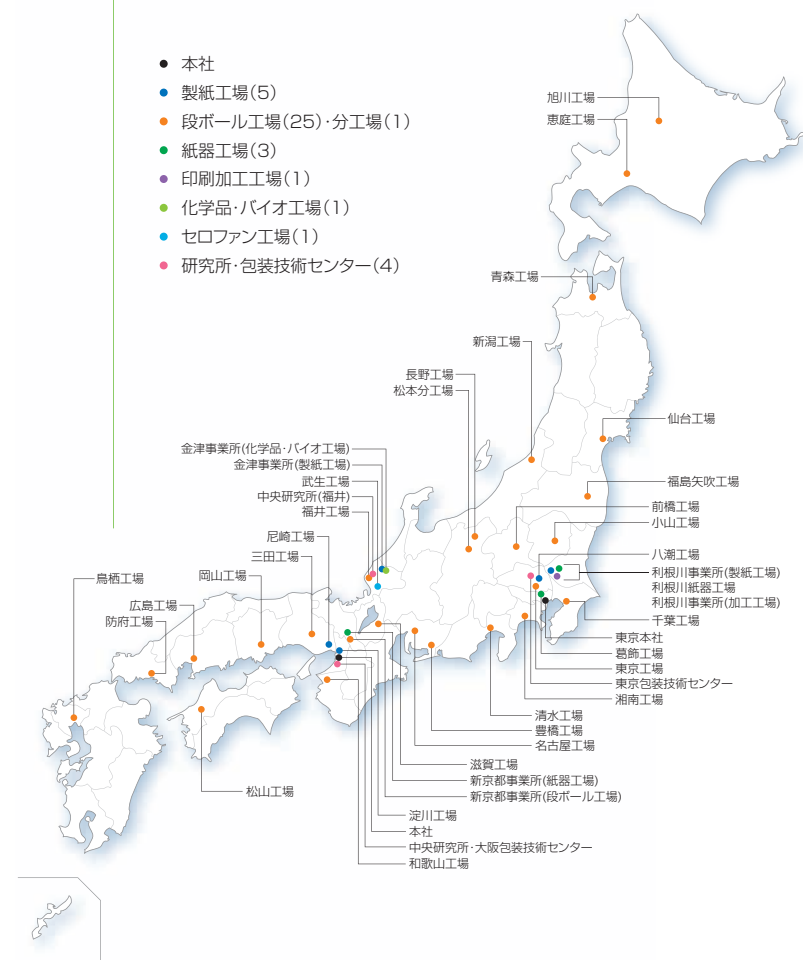 本社
製紙工場(5)
段ボール工場(25)・分工場(1)
紙器工場(3)
印刷加工工場(1)
化学品・バイオ工場(1)
セロファン工場(1)
研究所・包装技術センター(4)
旭川工場
恵庭工場
青森工場
新潟工場
長野工場
松本分工場
仙台工場
金津事業所(化学品・バイオ工場)
金津事業所(製紙工場)
武生工場
中央研究所(福井)
福井工場
福島矢吹工場
前橋工場
小山工場
尼崎工場
三田工場
岡山工場
鳥栖工場
広島工場
防府工場
八潮工場
利根川事業所(製紙工場)
利根川紙器工場
利根川事業所(加工工場)
千葉工場
東京本社
葛飾工場
東京工場
東京包装技術センター
湘南工場
清水工場
豊橋工場
名古屋工場
滋賀工場
新京都事業所(紙器工場)
新京都事業所(段ボール工場)
松山工場
淀川工場
本社
中央研究所・大阪包装技術センター
和歌山工場